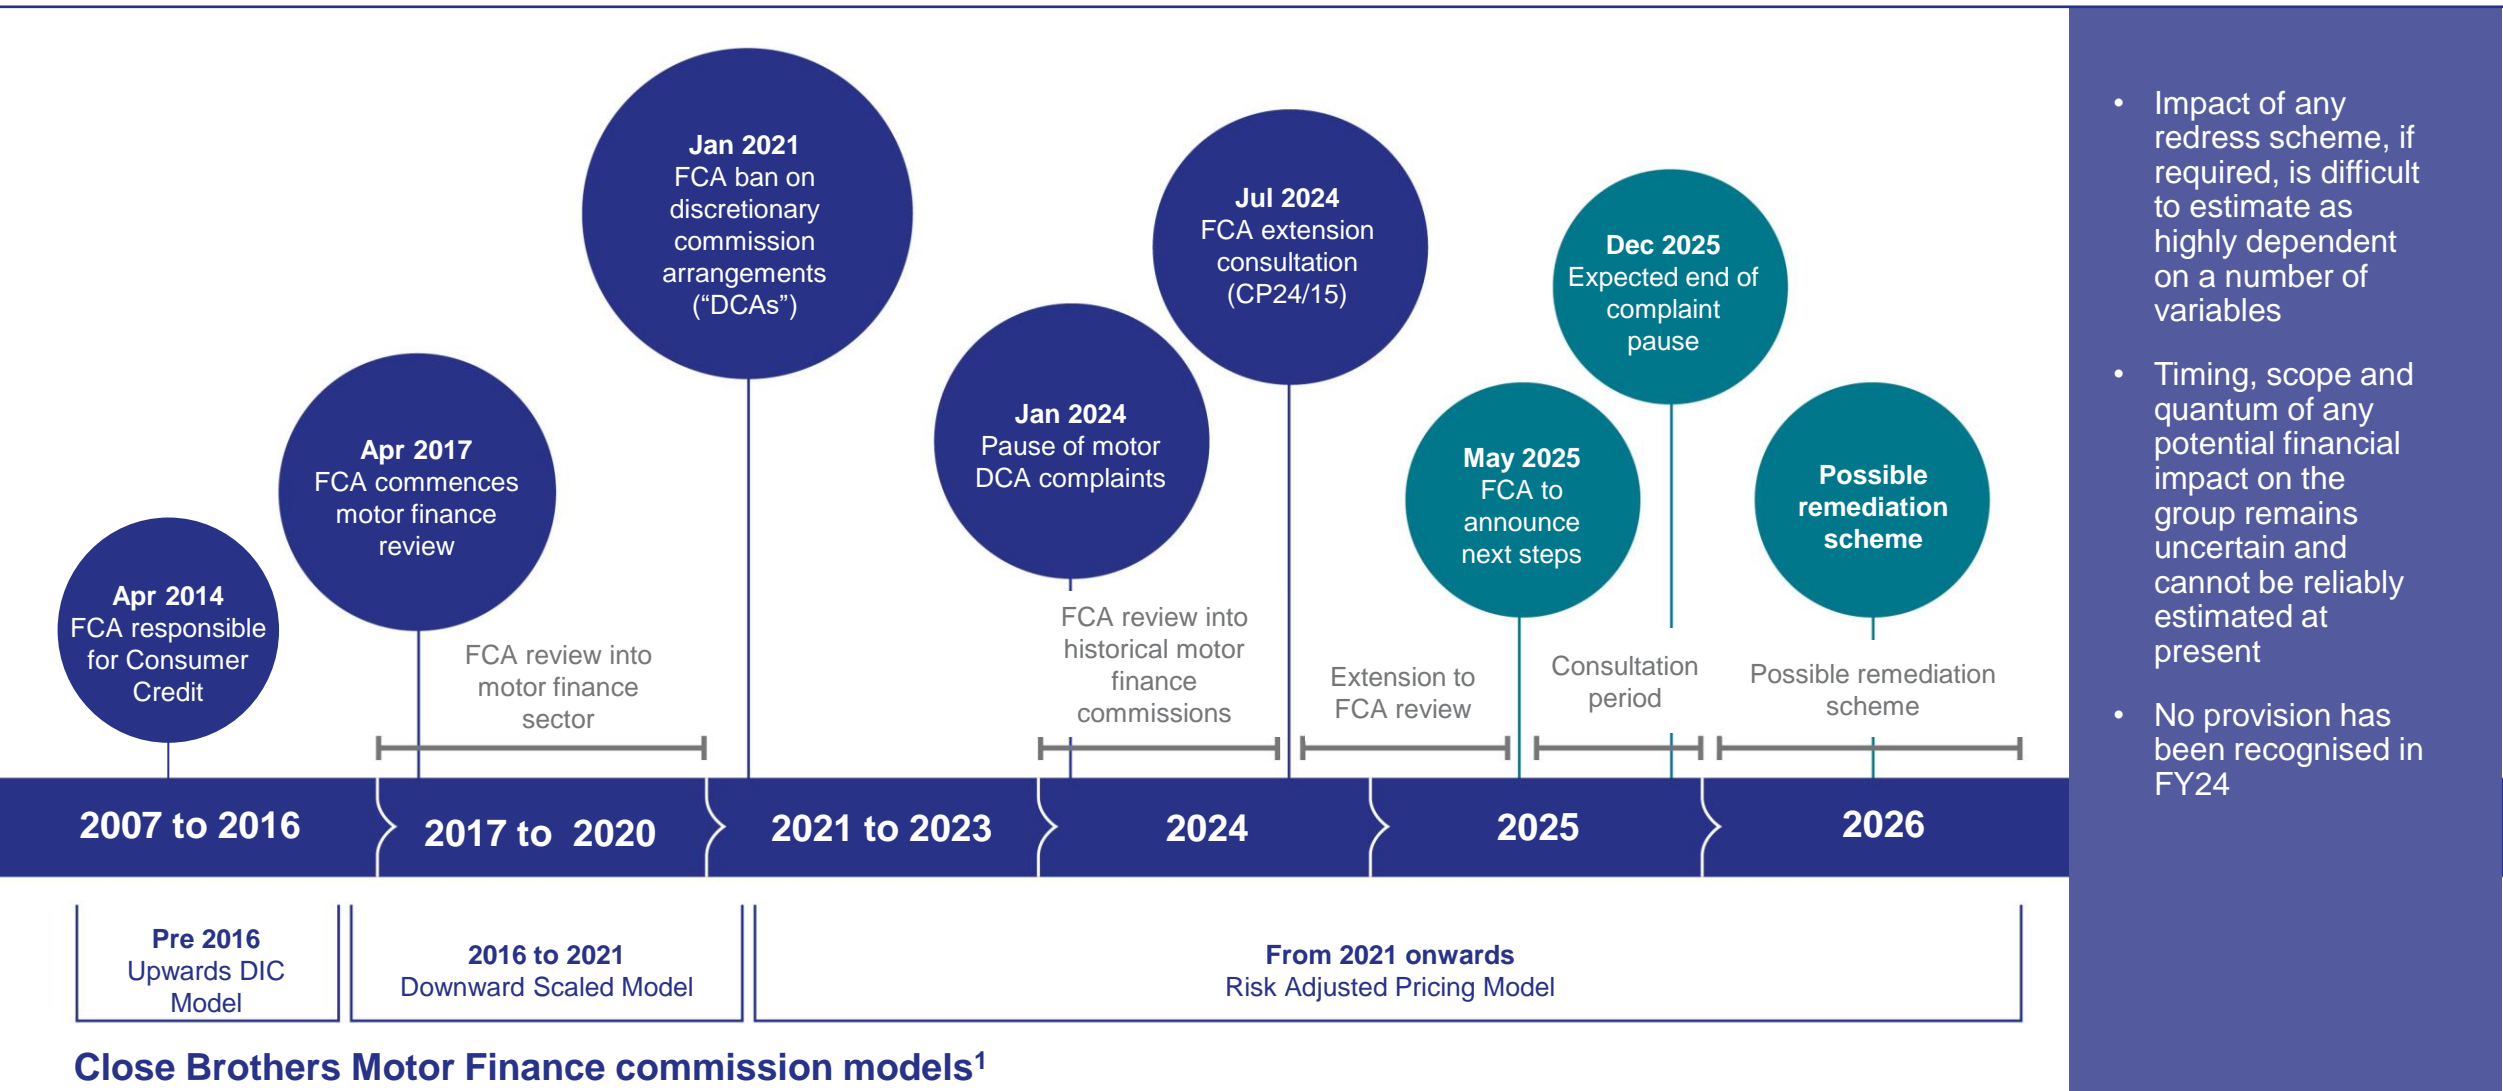 Apr 2014
FCA responsible
for Consumer
Credit
Apr 2017
FCA commences
motor finance
review
Jan 2021
FCA ban on
discretionary
commission
arrangements
(“DCAs”)
Jan 2024
Pause of motor
DCA complaints
Jul 2024
FCA extension
consultation
(CP24/15)
May 2025
FCA to
announce
next steps
Dec 2025
Expected end of
complaint
pause
Possible
remediation
scheme
FCA review into
motor finance
sector
FCA review into
historical motor
finance
commissions
Extension to
FCA review
Consultation
period
Possible remediation
scheme
2007 to 2016
2017 to  2020
2021 to 2023
2024
2025
2026
Pre 2016
Upwards DIC
Model
2016 to 2021
Downward Scaled Model
From 2021 onwards
Risk Adjusted Pricing Model
Close Brothers Motor Finance commission models¹
• Impact of any
redress scheme, if
required, is difficult
to estimate as
highly dependent
on a number of
variables
• Timing, scope and
quantum of any
potential financial
impact on the
group remains
uncertain and
cannot be reliably
estimated at
present
• No provision has
been recognised in
FY24